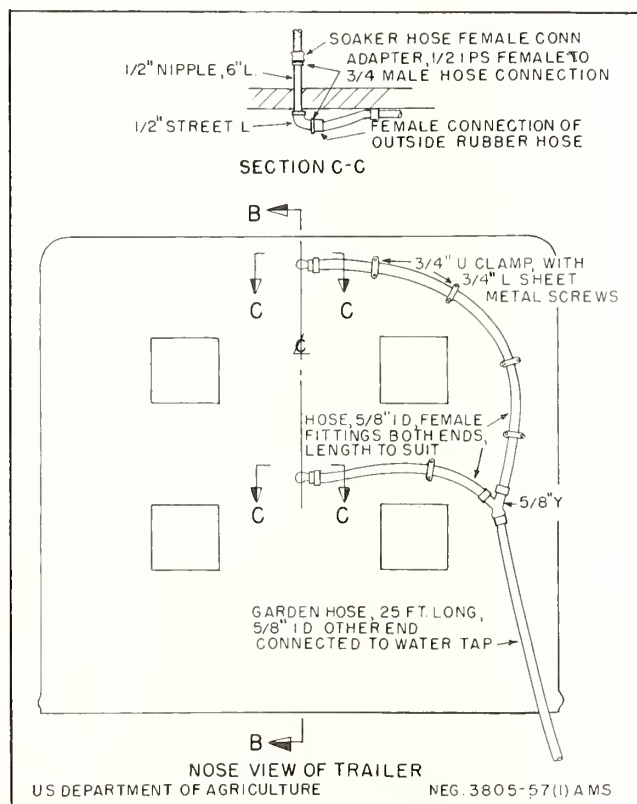 SOAKER HOSE FEMALE CONN
ADAPTER, 1/2 IPS FEMALE TO
3/4 MALE HOSE CONNECTION
1/2" NIPPLE, 6" L.
1/2" STREET L
FEMALE CONNECTION OF
OUTSIDE RUBBER HOSE
SECTION C-C
B
3/4" U CLAMP, WITH
3/4" L SHEET
METAL SCREWS
C
C
℄
HOSE, 5/8" I D, FEMALE
FITTINGS BOTH ENDS,
LENGTH TO SUIT
C
C
5/8" Y
GARDEN HOSE, 25 FT. LONG,
5/8" I D OTHER END
CONNECTED TO WATER TAP
B
NOSE VIEW OF TRAILER
US DEPARTMENT OF AGRICULTURE
NEG. 3805-57(1) AMS